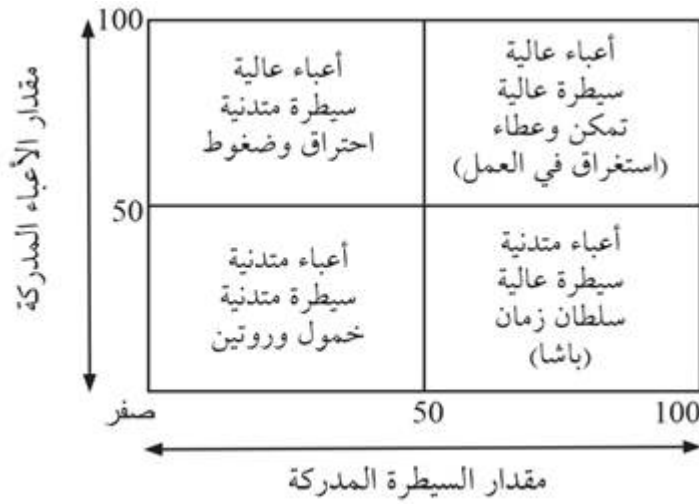 100
أعباء عالية
سيطرة عالية
تمكن وعطاء
(استغراق في العمل)
أعباء عالية
سيطرة متدنية
احتراق وضغوط
مقدار الأعباء المدركة
50
أعباء متدنية
سيطرة عالية
سلطان زمان
(باشا)
أعباء متدنية
سيطرة متدنية
خمول وروتين
صفر
50
100
مقدار السيطرة المدركة